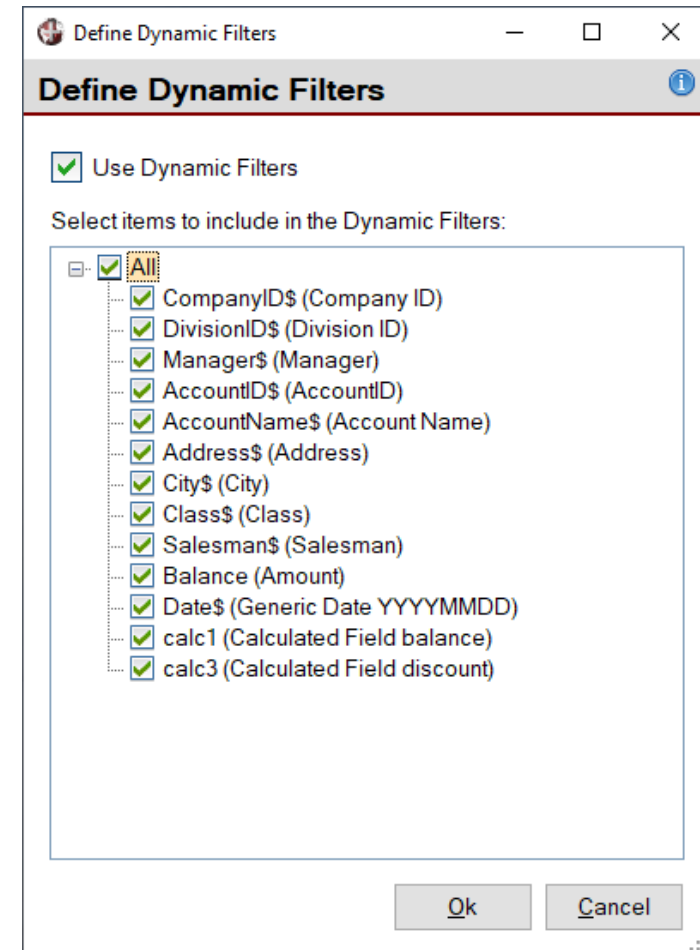 Define Dynamic Filters
Define Dynamic Filters
Use Dynamic Filters
Select items to include in the Dynamic Filters:
All
CompanyID$ (Company ID)
DivisionID$ (Division ID)
Manager$ (Manager)
AccountID$ (AccountID)
AccountName$ (Account Name)
Address$ (Address)
City$ (City)
Class$ (Class)
Salesman$ (Salesman)
Balance (Amount)
Date$ (Generic Date YYYYMMDD)
calc1 (Calculated Field balance)
calc3 (Calculated Field discount)
Ok Cancel